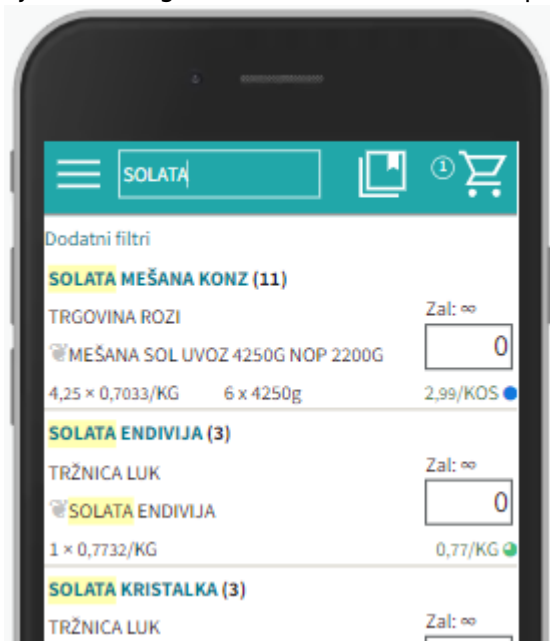 SOLATA
1
Dodatni filtri
SOLATA MEŠANA KONZ (11)
TRGOVINA ROZI
Zal: ∞
MEŠANA SOL UVOZ 4250G NOP 2200G
0
4,25 × 0,7033/KG 6 x 4250g 2,99/KOS
SOLATA ENDIVIJA (3)
TRŽNICA LUK
Zal: ∞
SOLATA ENDIVIJA
0
1 × 0,7732/KG 0,77/KG
SOLATA KRISTALKA (3)
TRŽNICA LUK
Zal: ∞